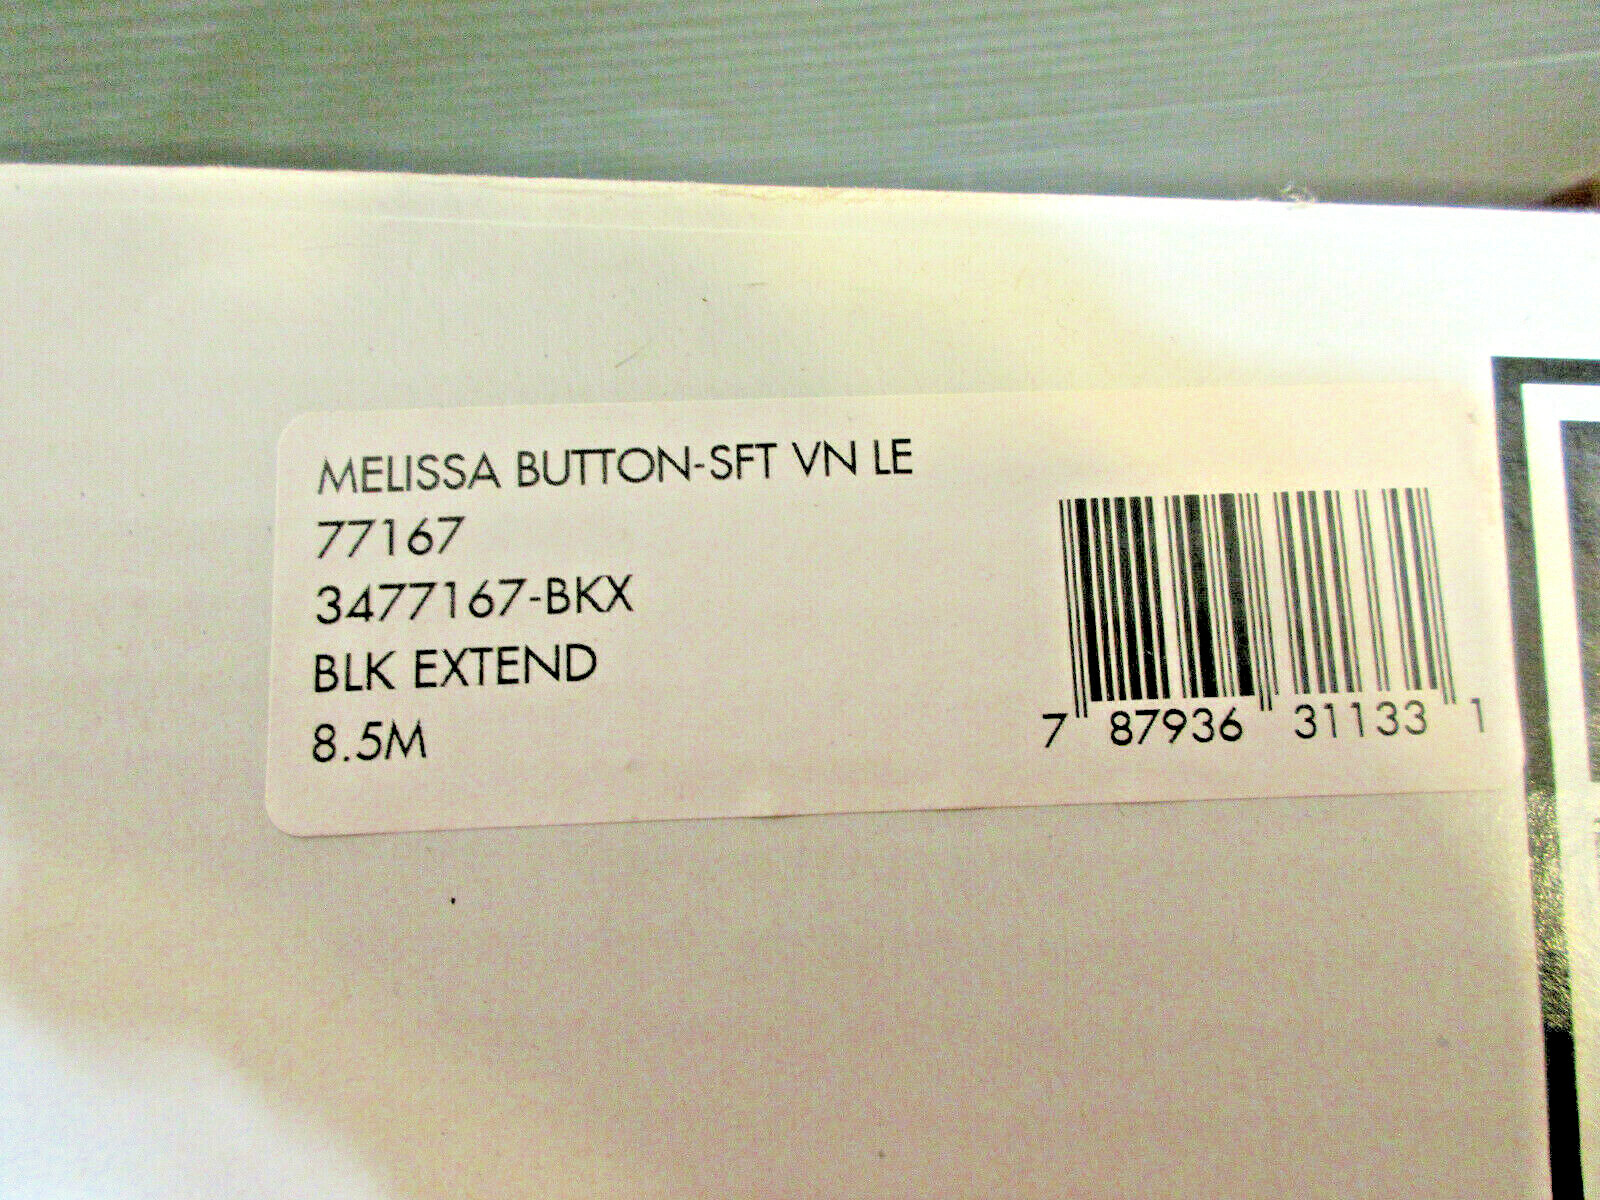 MELISSA BUTTON-SFT VN LE
77167
3477167-BKX
BLK EXTEND
8.5M
7 87936 31133 1